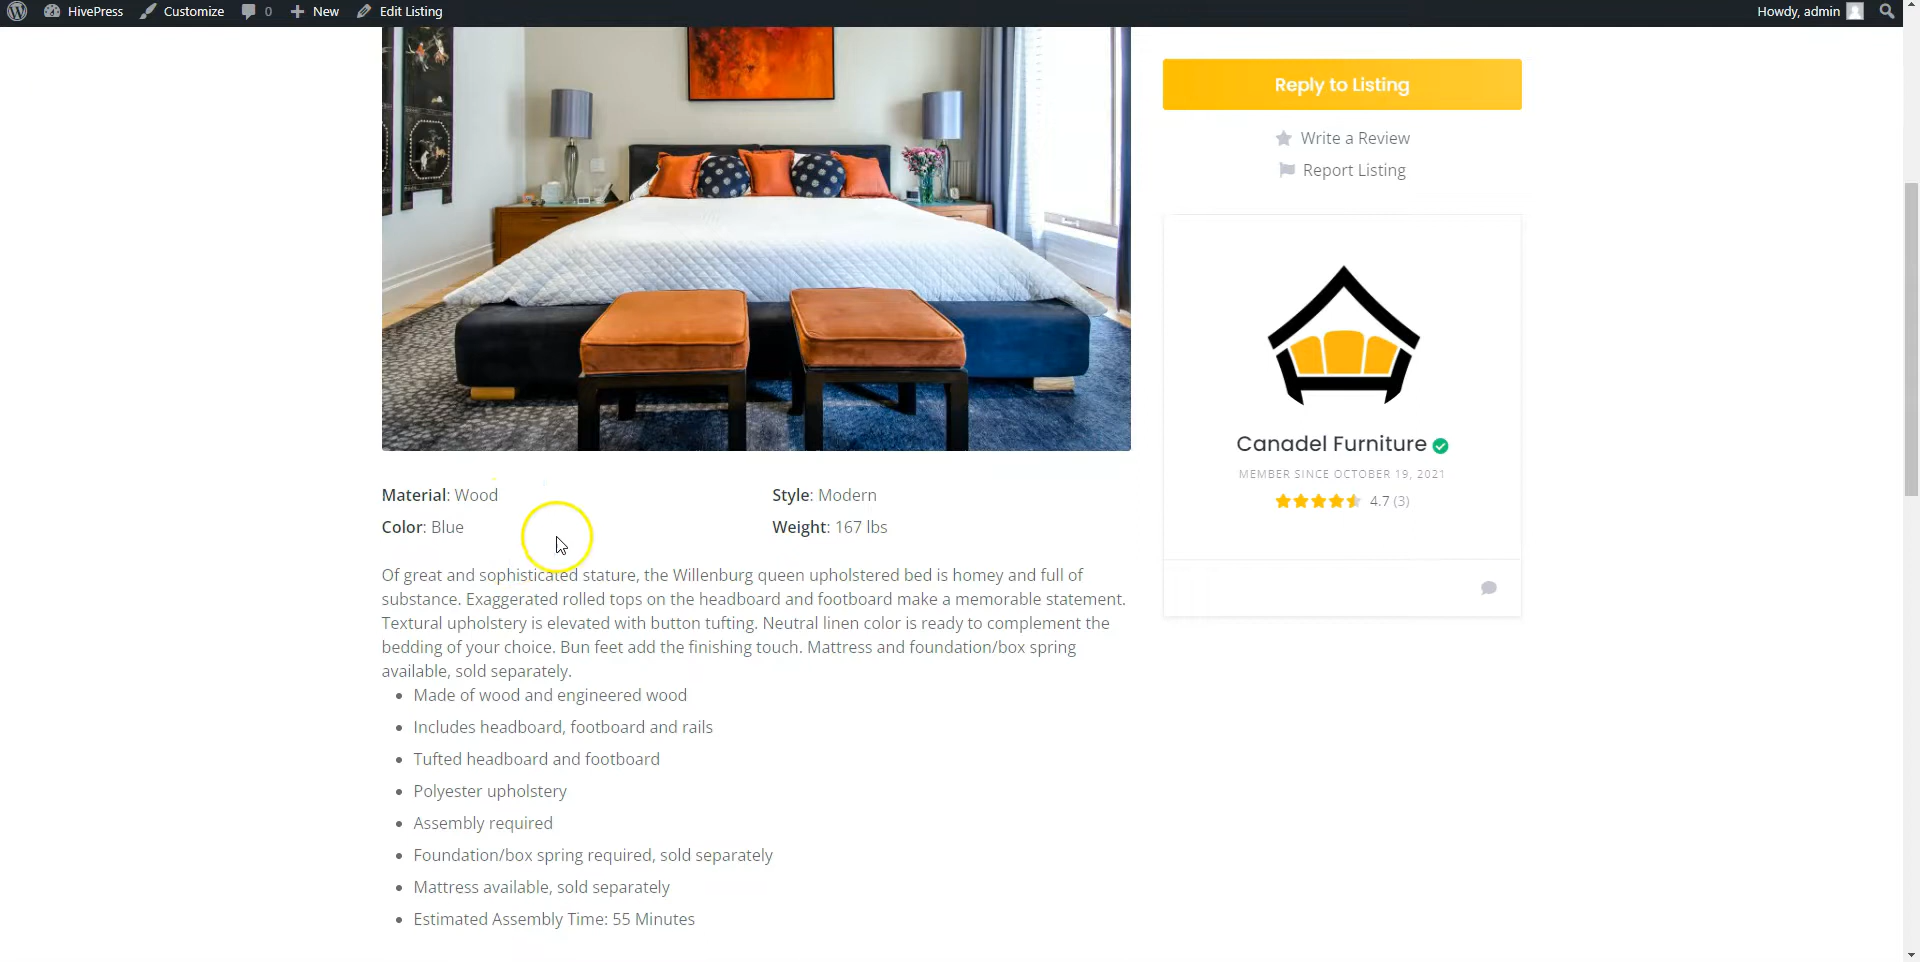 HivePress Customize 0 New Edit Listing Howdy, admin
Reply to Listing
Write a Review
Report Listing
Canadel Furniture
MEMBER SINCE OCTOBER 19, 2021
4.7 (3)
Material: Wood
Style: Modern
Color: Blue
Weight: 167 lbs
Of great and sophisticated stature, the Willenburg queen upholstered bed is homey and full of
substance. Exaggerated rolled tops on the headboard and footboard make a memorable statement.
Textural upholstery is elevated with button tufting. Neutral linen color is ready to complement the
bedding of your choice. Bun feet add the finishing touch. Mattress and foundation/box spring
available, sold separately.
• Made of wood and engineered wood
• Includes headboard, footboard and rails
• Tufted headboard and footboard
• Polyester upholstery
• Assembly required
• Foundation/box spring required, sold separately
• Mattress available, sold separately
• Estimated Assembly Time: 55 Minutes